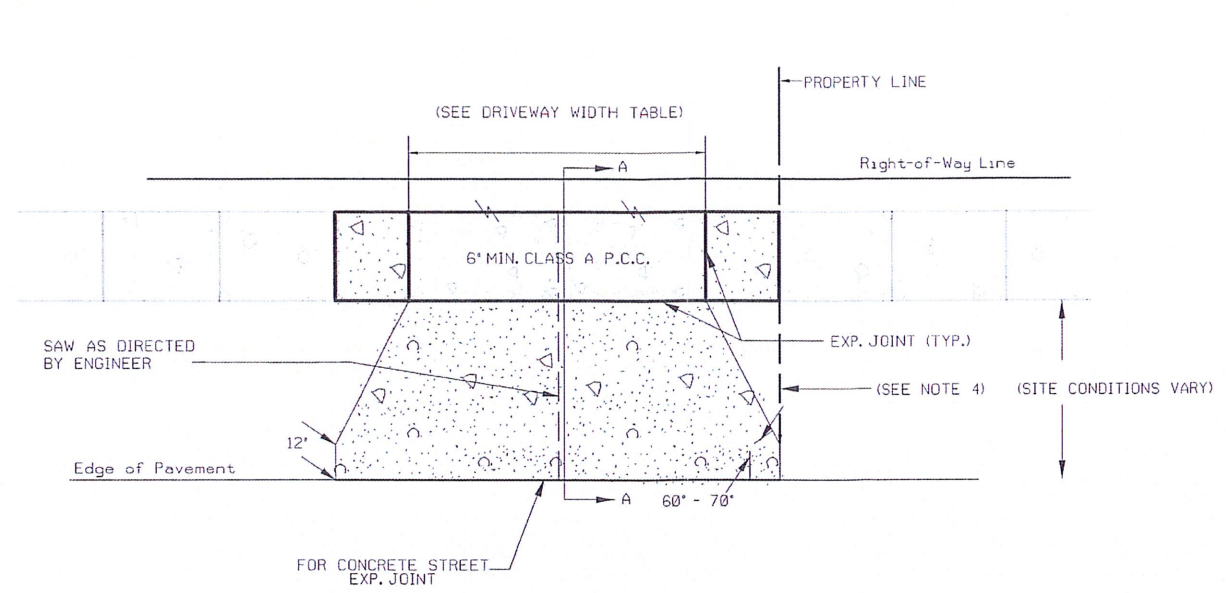 PROPERTY LINE
(SEE DRIVEWAY WIDTH TABLE)
A
Right-of-Way Line
6" MIN. CLASS A P.C.C.
SAW AS DIRECTED
BY ENGINEER
EXP. JOINT (TYP.)
(SEE NOTE 4)
(SITE CONDITIONS VARY)
12"
Edge of Pavement
A
60° - 70°
FOR CONCRETE STREET
EXP. JOINT